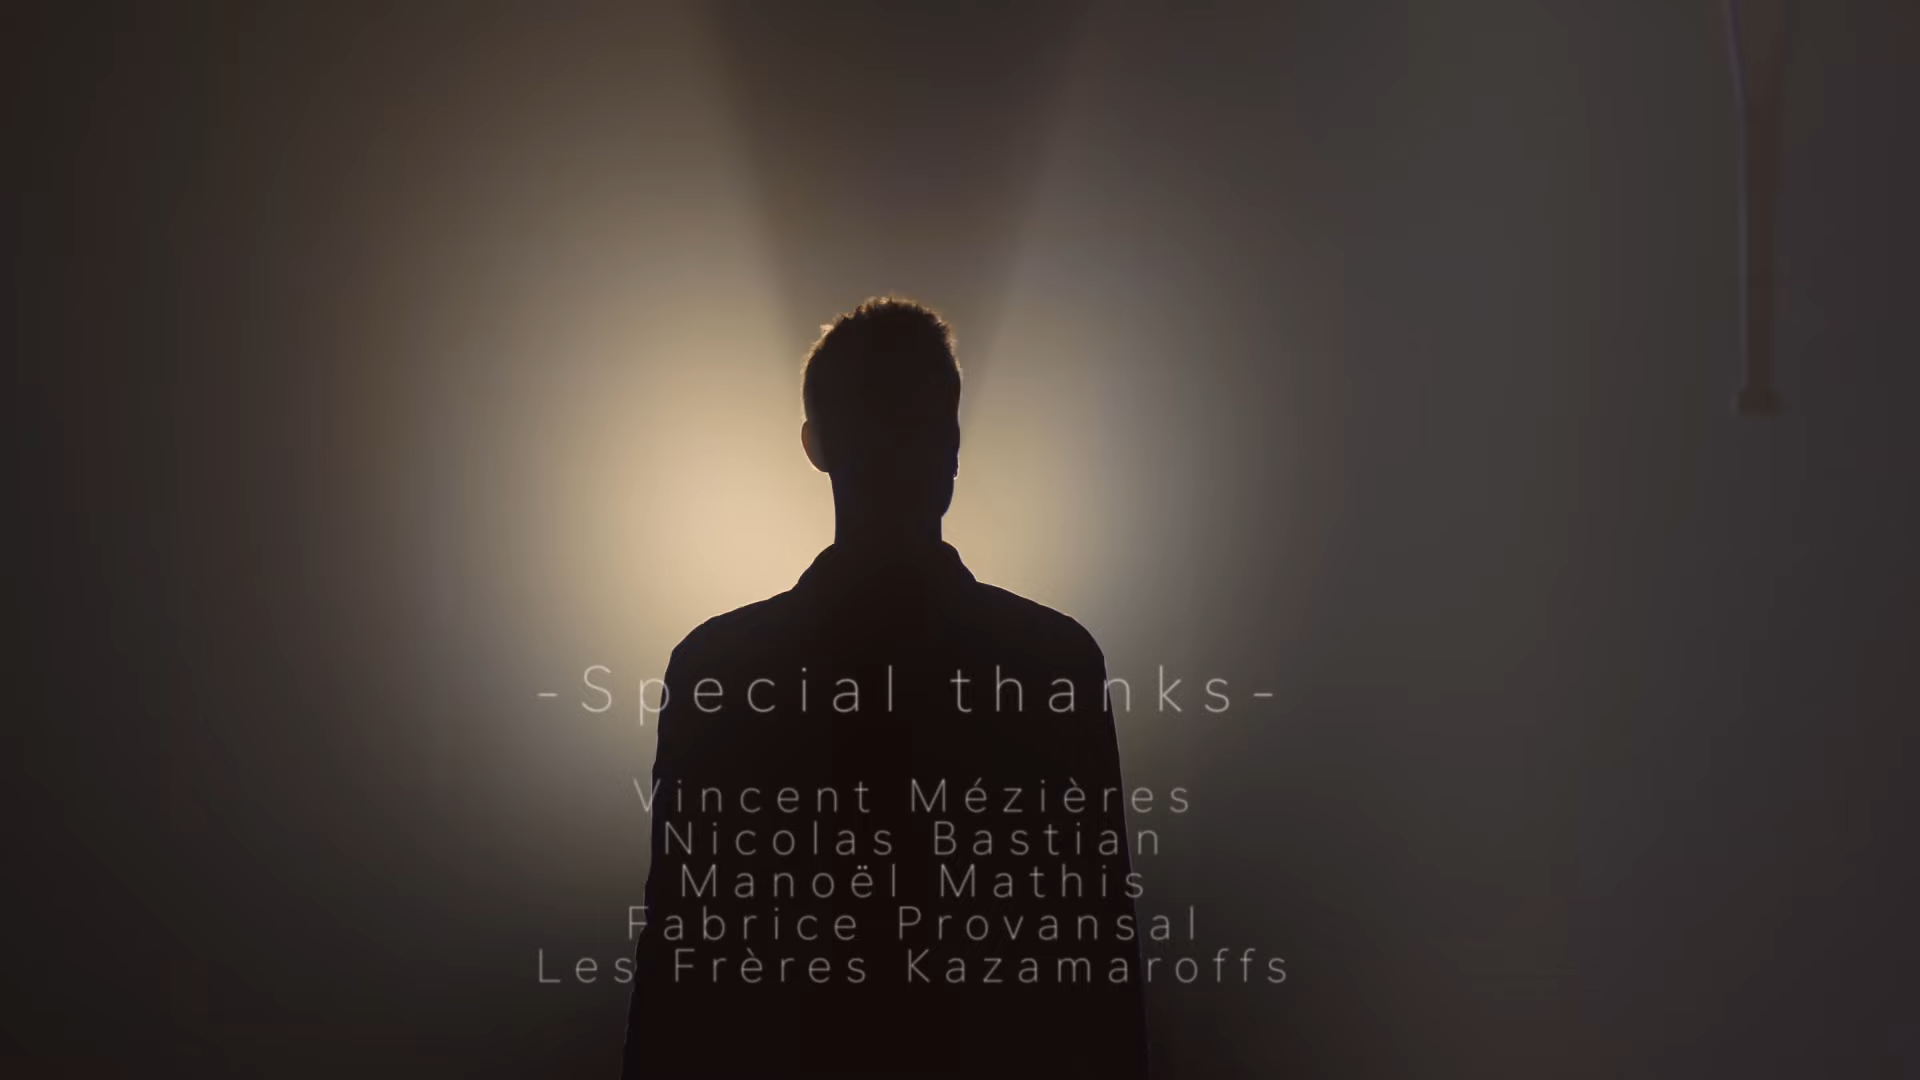 -Special thanks-
Vincent Mézières
Nicolas Bastian
Manoël Mathis
Fabrice Provansal
Les Frères Kazamaroffs